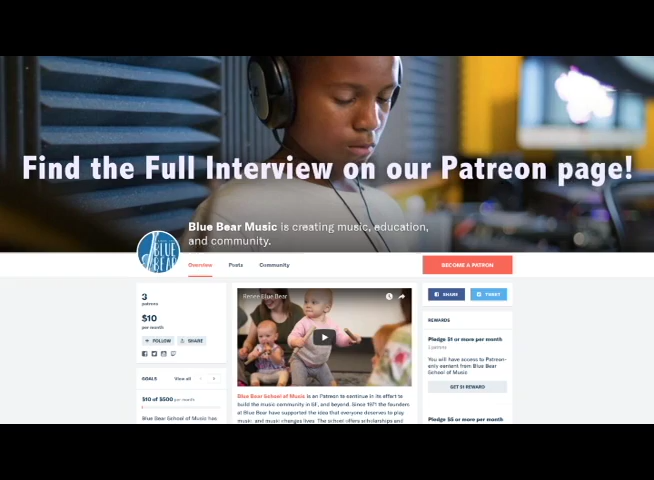 Find the Full Interview on our Patreon page!
Blue Bear Music is creating music, education,
and community.
BLUE
BEAR
Overview Posts Community
BECOME A PATRON
3
patrons
$10
per month
FOLLOW SHARE
GOALS View all
$10 of $500 per month
Blue Bear School of Music has
Renée Blue Bear
Blue Bear School of Music is on Patreon to continue in its effort to
build the music community in SF, and beyond. Since 1971 the founders
at Blue Bear have supported the idea that everyone deserves to play
music and music changes lives. The school offers scholarships and
SHARE TWEET
REWARDS
Pledge $1 or more per month
You will have access to Patreon-
only content from Blue Bear
School of Music
GET $1 REWARD
Pledge $5 or more per month